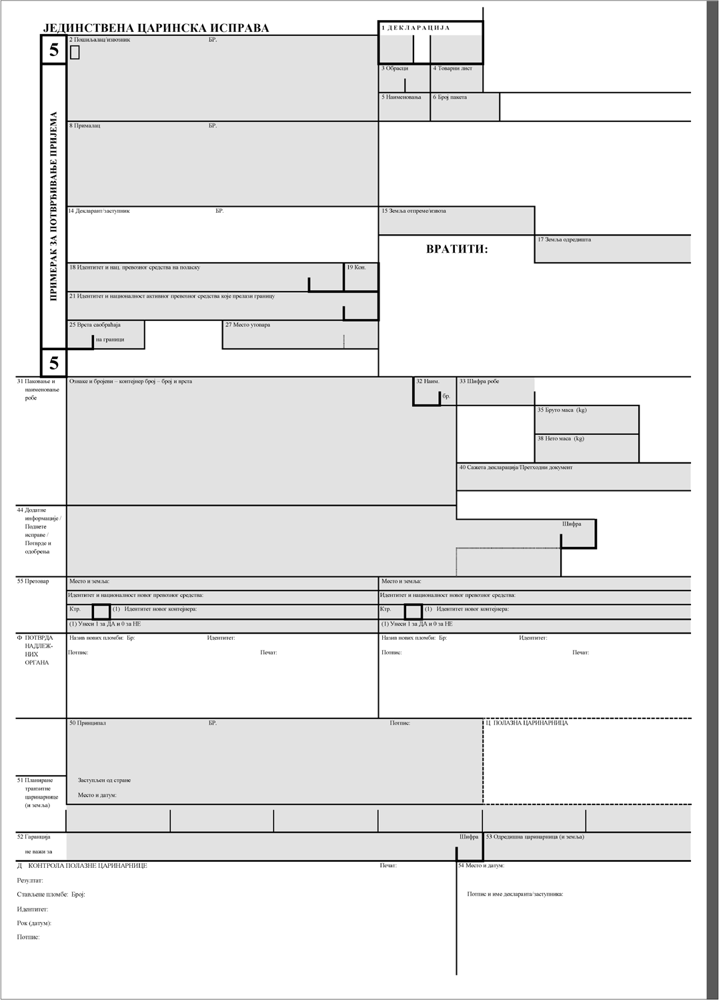 ЈЕДИНСТВЕНА ЦАРИНСКА ИСПРАВА
1 ДЕКЛАРАЦИЈА
5
2 Пошиљалац/извозник БР.
3 Обрасци 4 Товарни лист
5 Наименовања 6 Број пакета
ПРИМЕРАК ЗА ПОТВРЂИВАЊЕ ПРИЈЕМА
8 Прималац БР.
14 Декларант/заступник БР.
15 Земља отпреме/извоза
17 Земља одредишта
ВРАТИТИ:
18 Идентитет и нац. превозног средства на поласку 19 Кон.
21 Идентитет и националност активног превозног средства које прелази границу
25 Врста саобраћаја
на граници
27 Место утовара
5
31 Паковање и
наименовање
робе
Ознаке и бројеви – контејнер број – број и врста
32 Наим.
бр.
33 Шифра робе
35 Бруто маса (kg)
38 Нето маса (kg)
40 Сажета декларација/Претходни документ
44 Додатне
информације /
Поднете
исправе /
Потврде и
одобрења
Шифра
55 Претовар
Место и земља: Место и земља:
Идентитет и националност новог превозног средства: Идентитет и националност новог превозног средства:
Ктр. (1) Идентитет новог контејнера: Ктр. (1) Идентитет новог контејнера:
(1) Унеси 1 за ДА и 0 за НЕ (1) Унеси 1 за ДА и 0 за НЕ
Ф ПОТВРДА
НАДЛЕЖ-
НИХ
ОРГАНА
Назив нових пломби: Бр: Идентитет: Назив нових пломби: Бр: Идентитет:
Потпис: Печат: Потпис: Печат:
50 Принципал БР. Потпис:
Ц ПОЛАЗНА ЦАРИНАРНИЦА
Заступљен од стране
Место и датум:
51 Планиране
транзитне
царинарнице
(и земља)
52 Гаранција
не важи за
Шифра
53 Одредишна царинарница (и земља)
Д КОНТРОЛА ПОЛАЗНЕ ЦАРИНАРНИЦЕ Печат:
54 Место и датум:
Резултат:
Стављене пломбе: Број:
Потпис и име декларанта/заступника:
Идентитет:
Рок (датум):
Потпис: